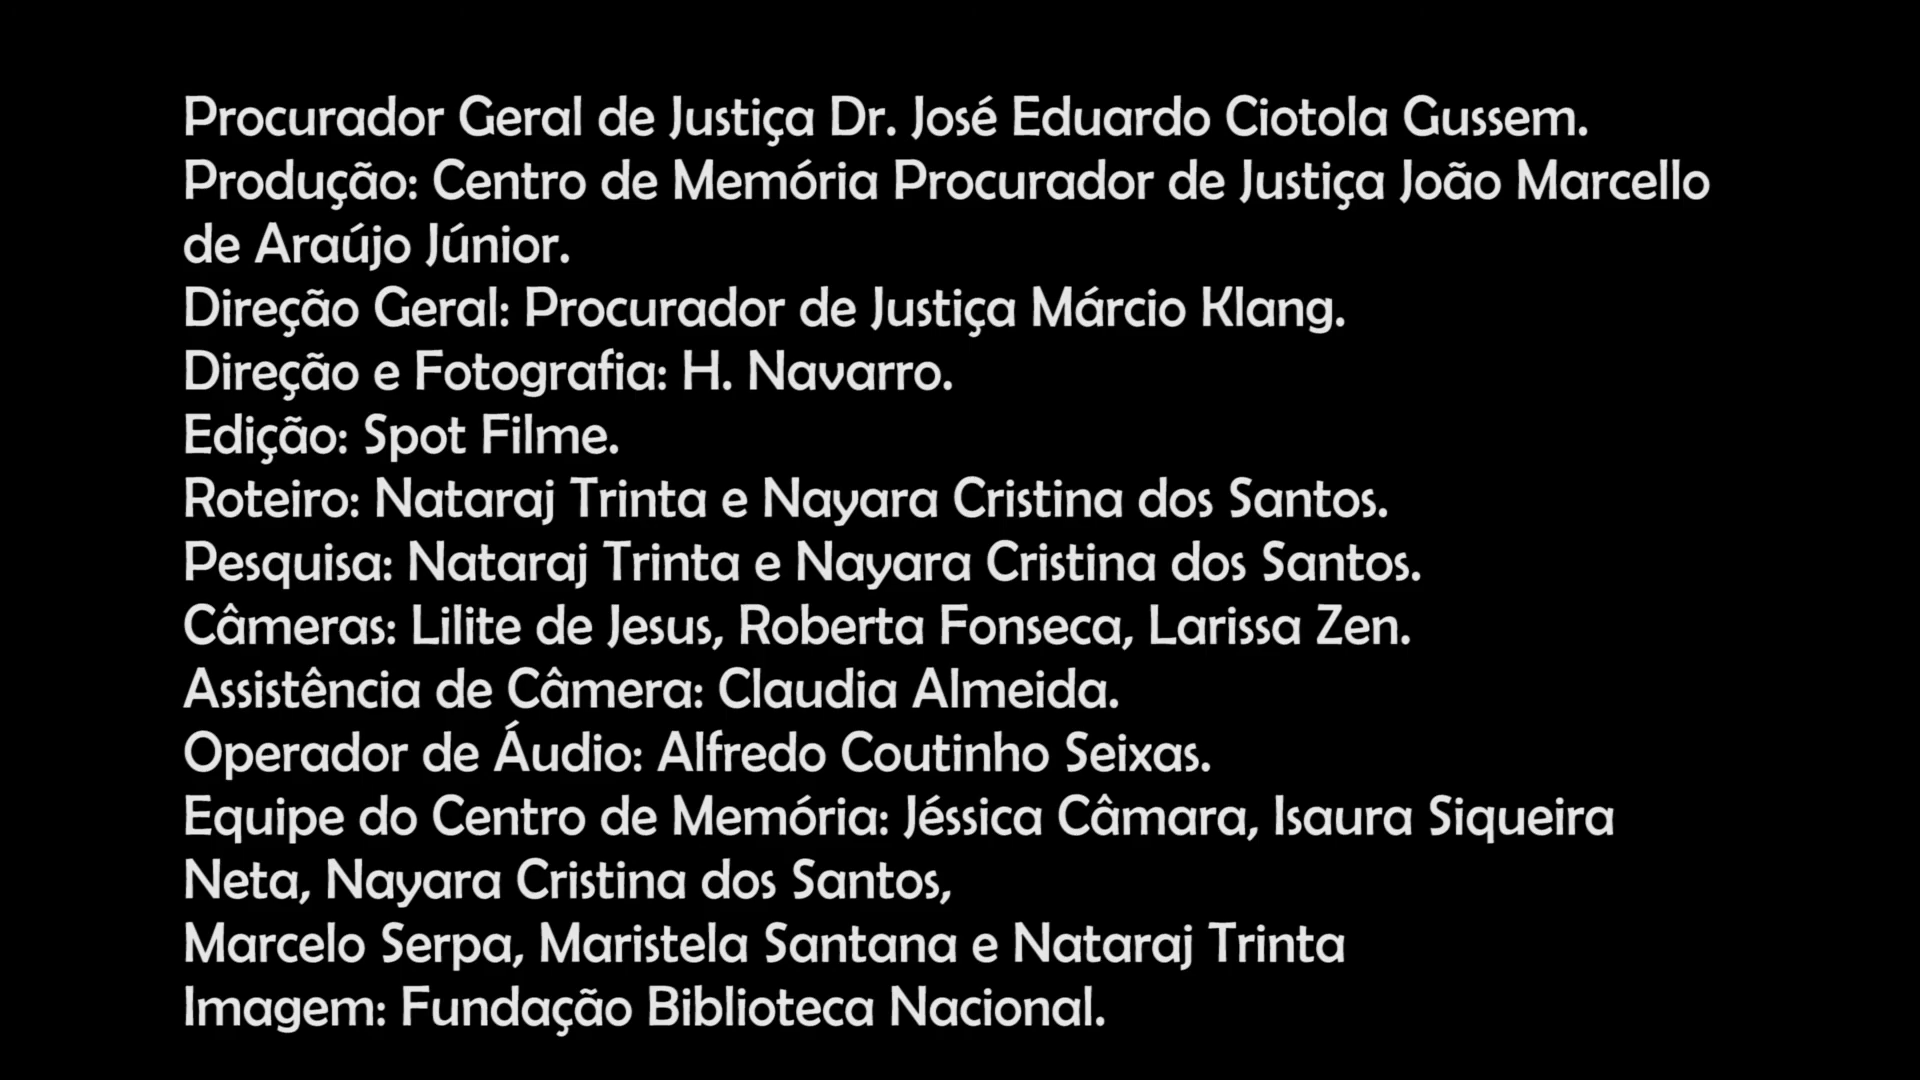 Procurador Geral de Justiça Dr. José Eduardo Ciotola Gussem.
Produção: Centro de Memória Procurador de Justiça João Marcello
de Araújo Júnior.
Direção Geral: Procurador de Justiça Márcio Klang.
Direção e Fotografia: H. Navarro.
Edição: Spot Filme.
Roteiro: Nataraj Trinta e Nayara Cristina dos Santos.
Pesquisa: Nataraj Trinta e Nayara Cristina dos Santos.
Câmeras: Lilite de Jesus, Roberta Fonseca, Larissa Zen.
Assistência de Câmera: Claudia Almeida.
Operador de Áudio: Alfredo Coutinho Seixas.
Equipe do Centro de Memória: Jéssica Câmara, Isaura Siqueira
Neta, Nayara Cristina dos Santos,
Marcelo Serpa, Maristela Santana e Nataraj Trinta
Imagem: Fundação Biblioteca Nacional.